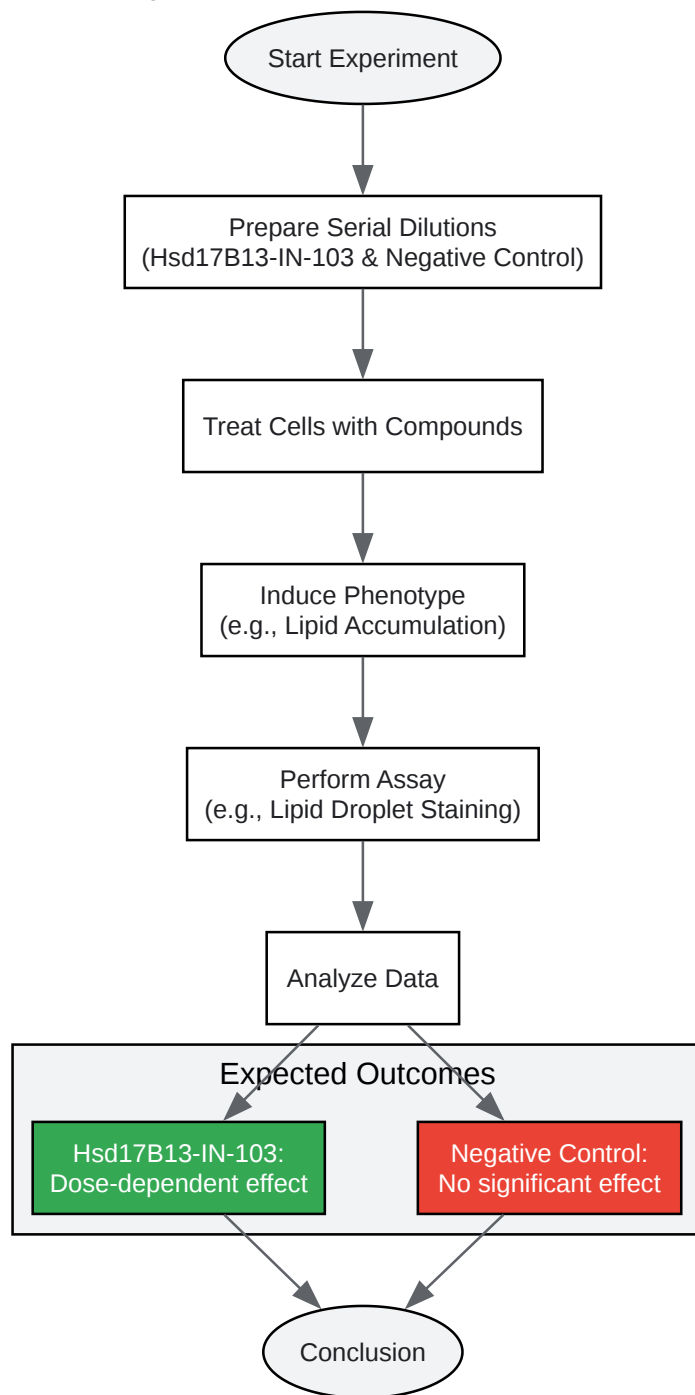 Start Experiment
Prepare Serial Dilutions
(Hsd17B13-IN-103 & Negative Control)
Treat Cells with Compounds
Induce Phenotype
(e.g., Lipid Accumulation)
Perform Assay
(e.g., Lipid Droplet Staining)
Analyze Data
Expected Outcomes
Hsd17B13-IN-103:
Dose-dependent effect
Negative Control:
No significant effect
Conclusion